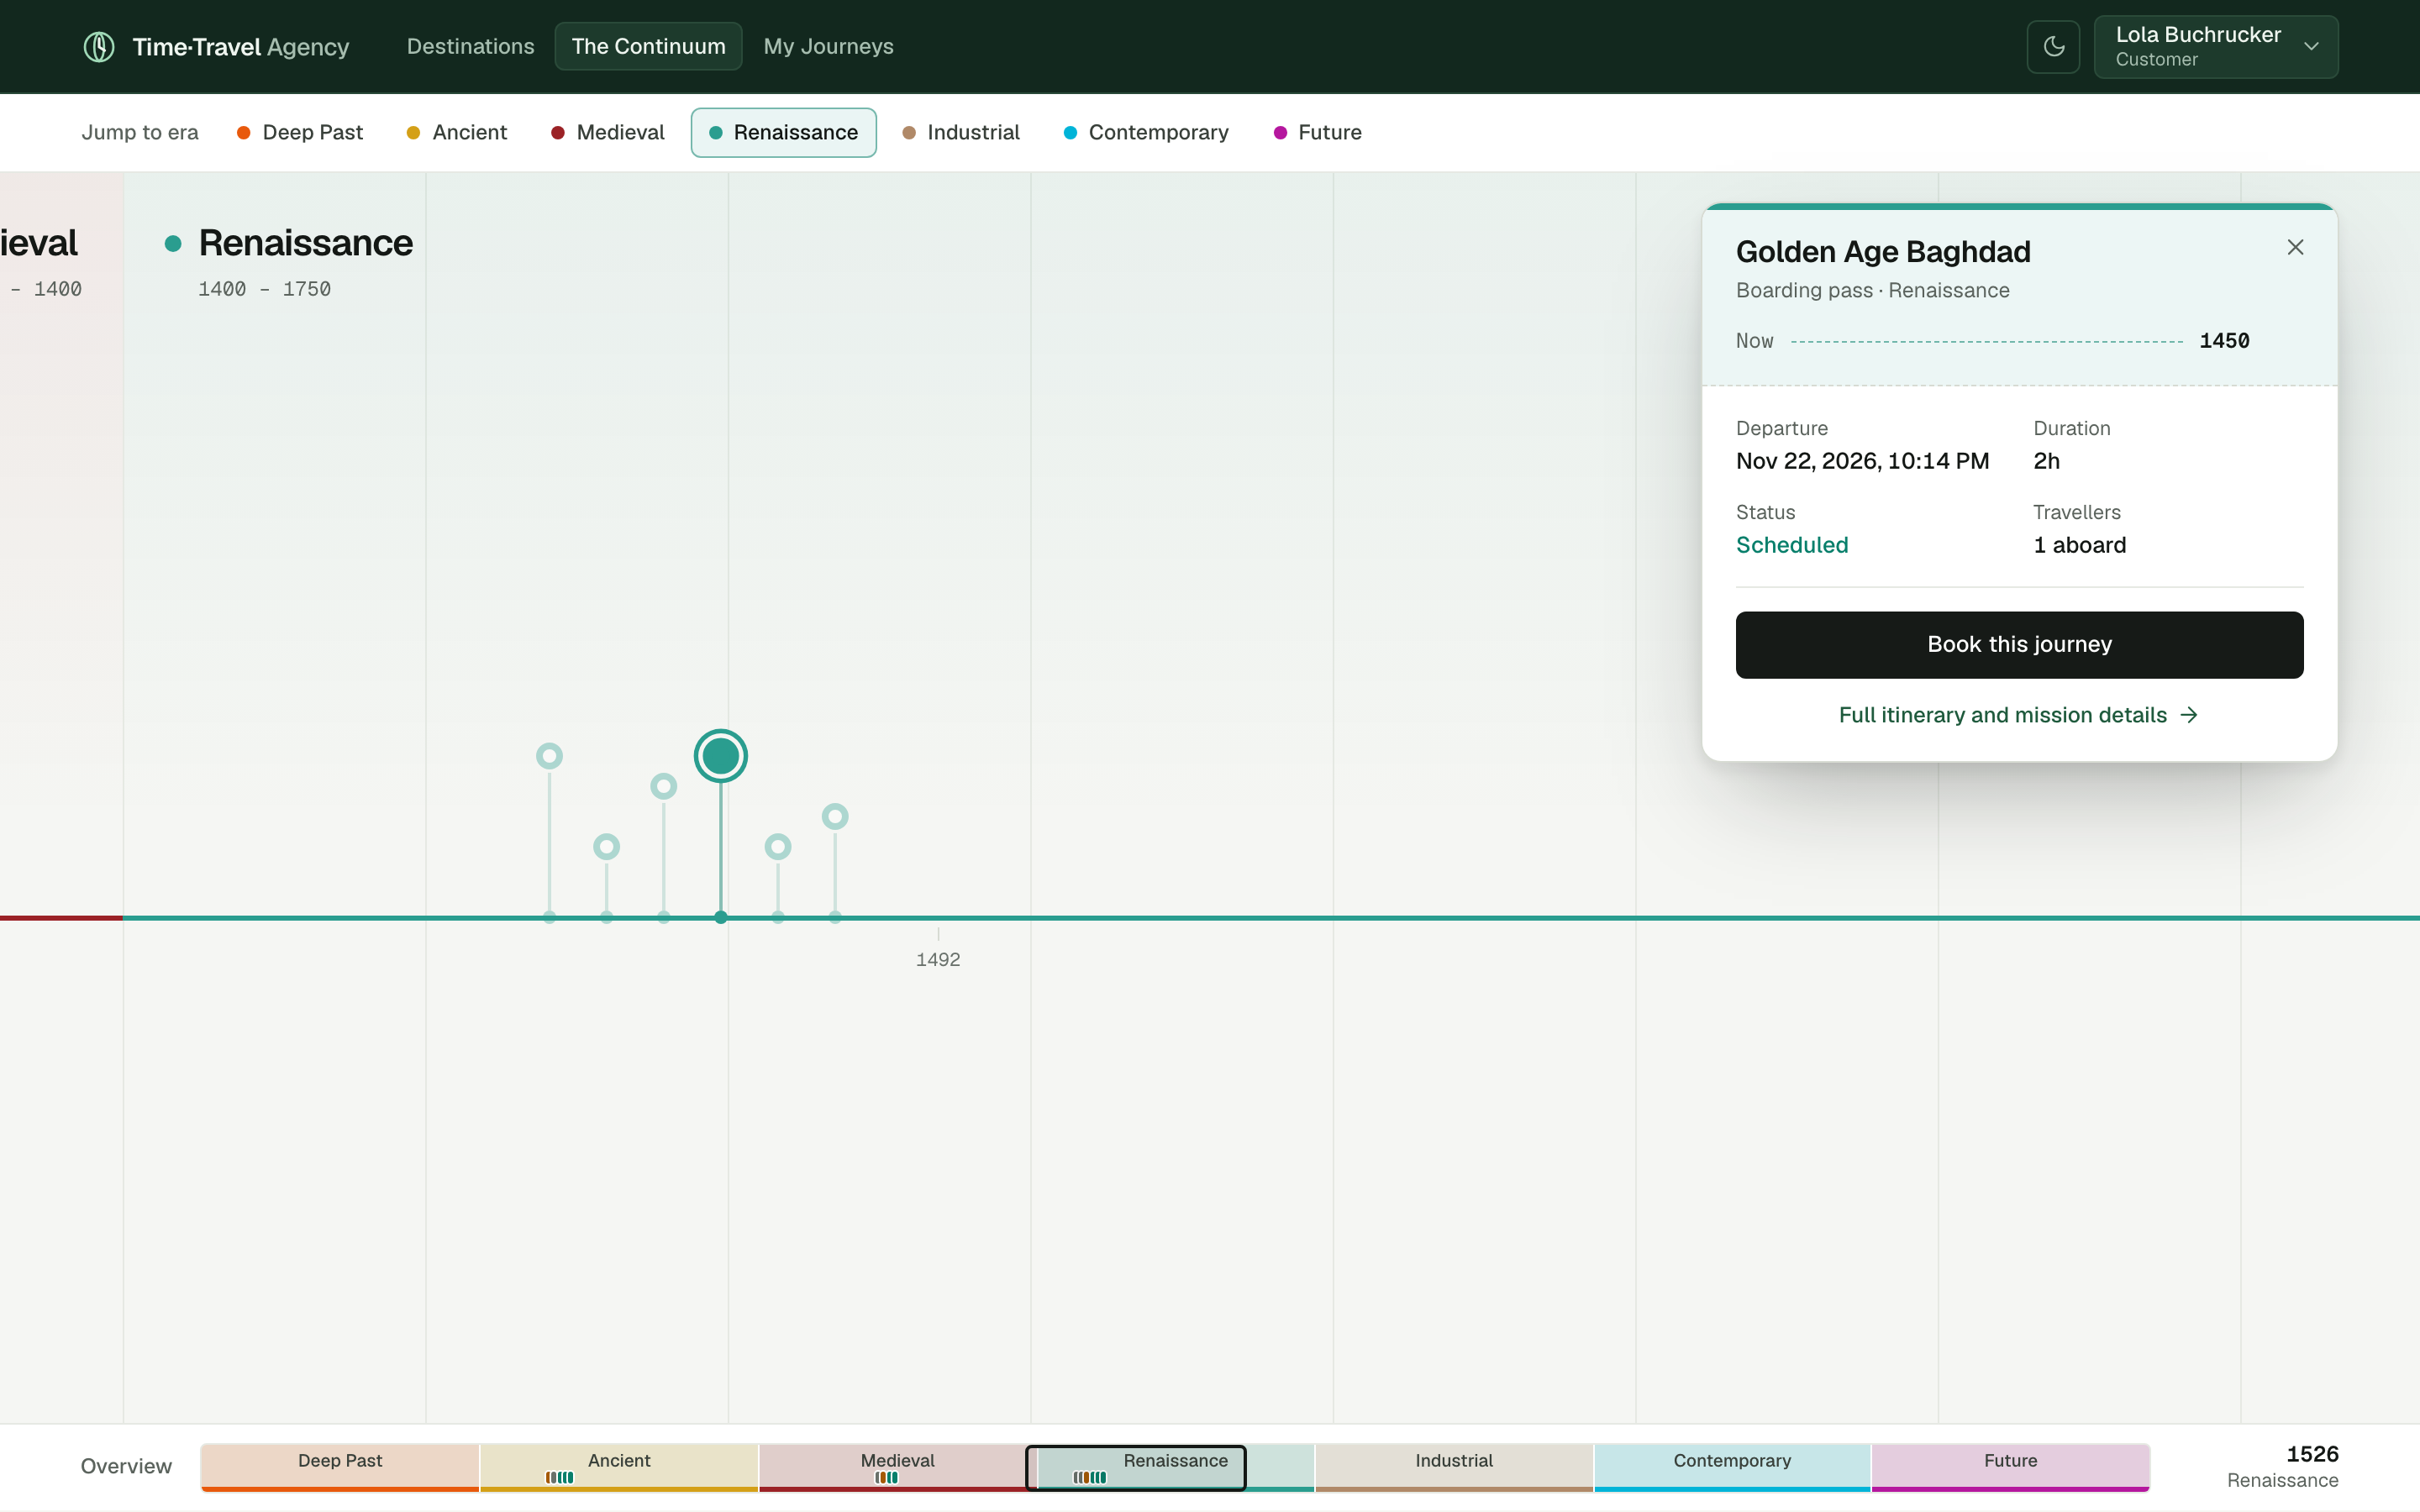 Time·Travel Agency
Destinations
The Continuum
My Journeys
Lola Buchrucker
Customer
Jump to era
Deep Past
Ancient
Medieval
Renaissance
Industrial
Contemporary
Future
ieval
– 1400
Renaissance
1400 – 1750
Golden Age Baghdad
Boarding pass · Renaissance
Now
1450
Departure
Duration
Nov 22, 2026, 10:14 PM
2h
Status
Travellers
Scheduled
1 aboard
Book this journey
Full itinerary and mission details →
1492
Overview
Deep Past
Ancient
Medieval
Renaissance
Industrial
Contemporary
Future
1526
Renaissance